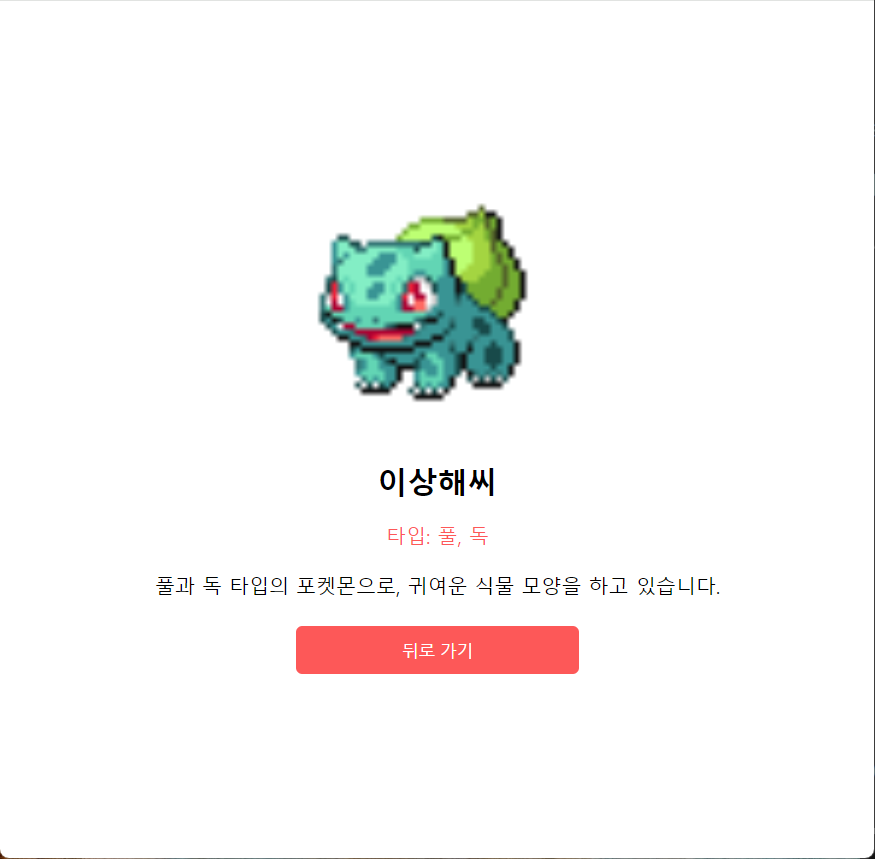 이상해씨
타입: 풀, 독
풀과 독 타입의 포켓몬으로, 귀여운 식물 모양을 하고 있습니다.
뒤로 가기